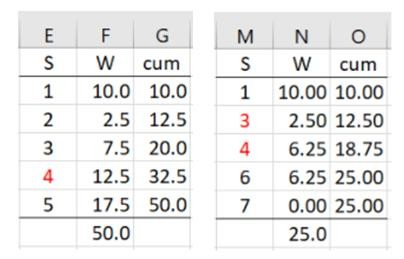 E F G M N O
S W cum S W cum
1 10.0 10.0 1 10.00 10.00
2 2.5 12.5 3 2.50 12.50
3 7.5 20.0 4 6.25 18.75
4 12.5 32.5 6 6.25 25.00
5 17.5 50.0 7 0.00 25.00
50.0 25.0